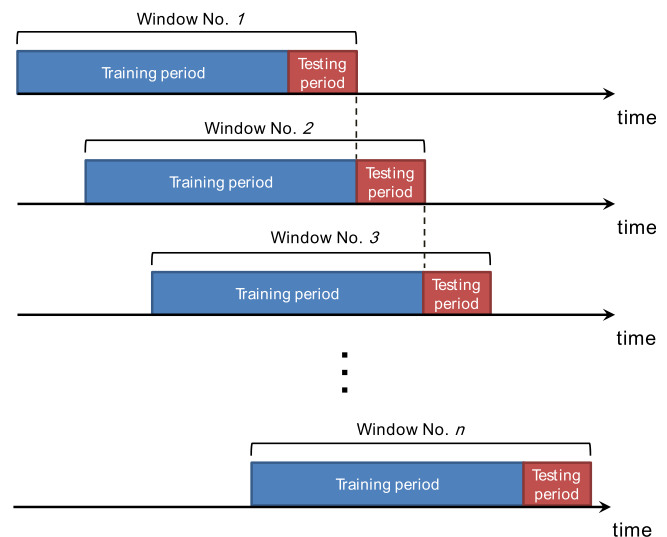 Window No. 1
Training period
Testing
period
time
Window No. 2
Training period
Testing
period
time
Window No. 3
Training period
Testing
period
time
Window No. n
Training period
Testing
period
time